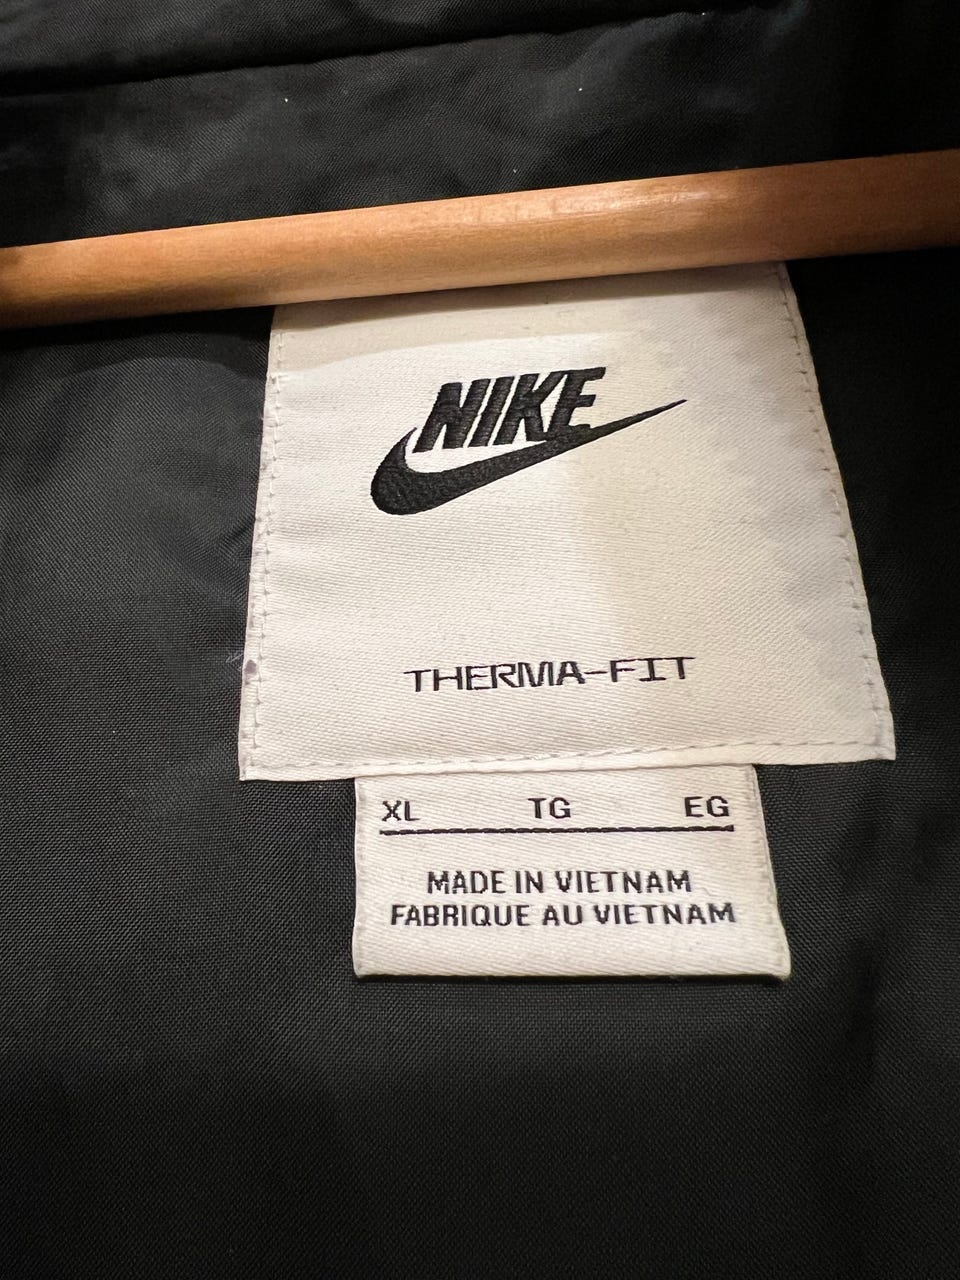 NIKE
THERMA-FIT
XL TG EG
MADE IN VIETNAM
FABRIQUE AU VIETNAM